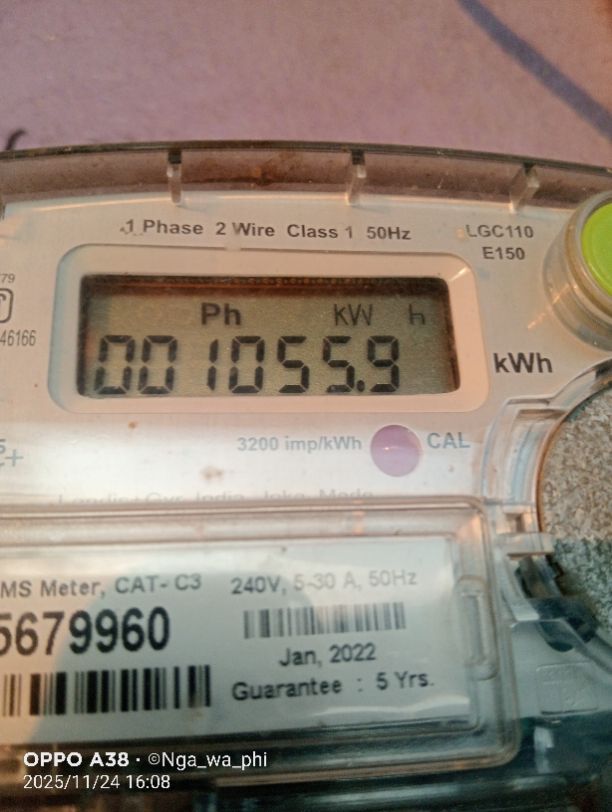 1 Phase 2 Wire Class 1 50Hz
LGC110
E150
79
46166
Ph kW h
001055.9
kWh
3200 imp/kWh
CAL
MS Meter, CAT- C3
5679960
240V, 5-30 A, 50Hz
Jan, 2022
Guarantee : 5 Yrs.
OPPO A38 · ©Nga_wa_phi
2025/11/24 16:08